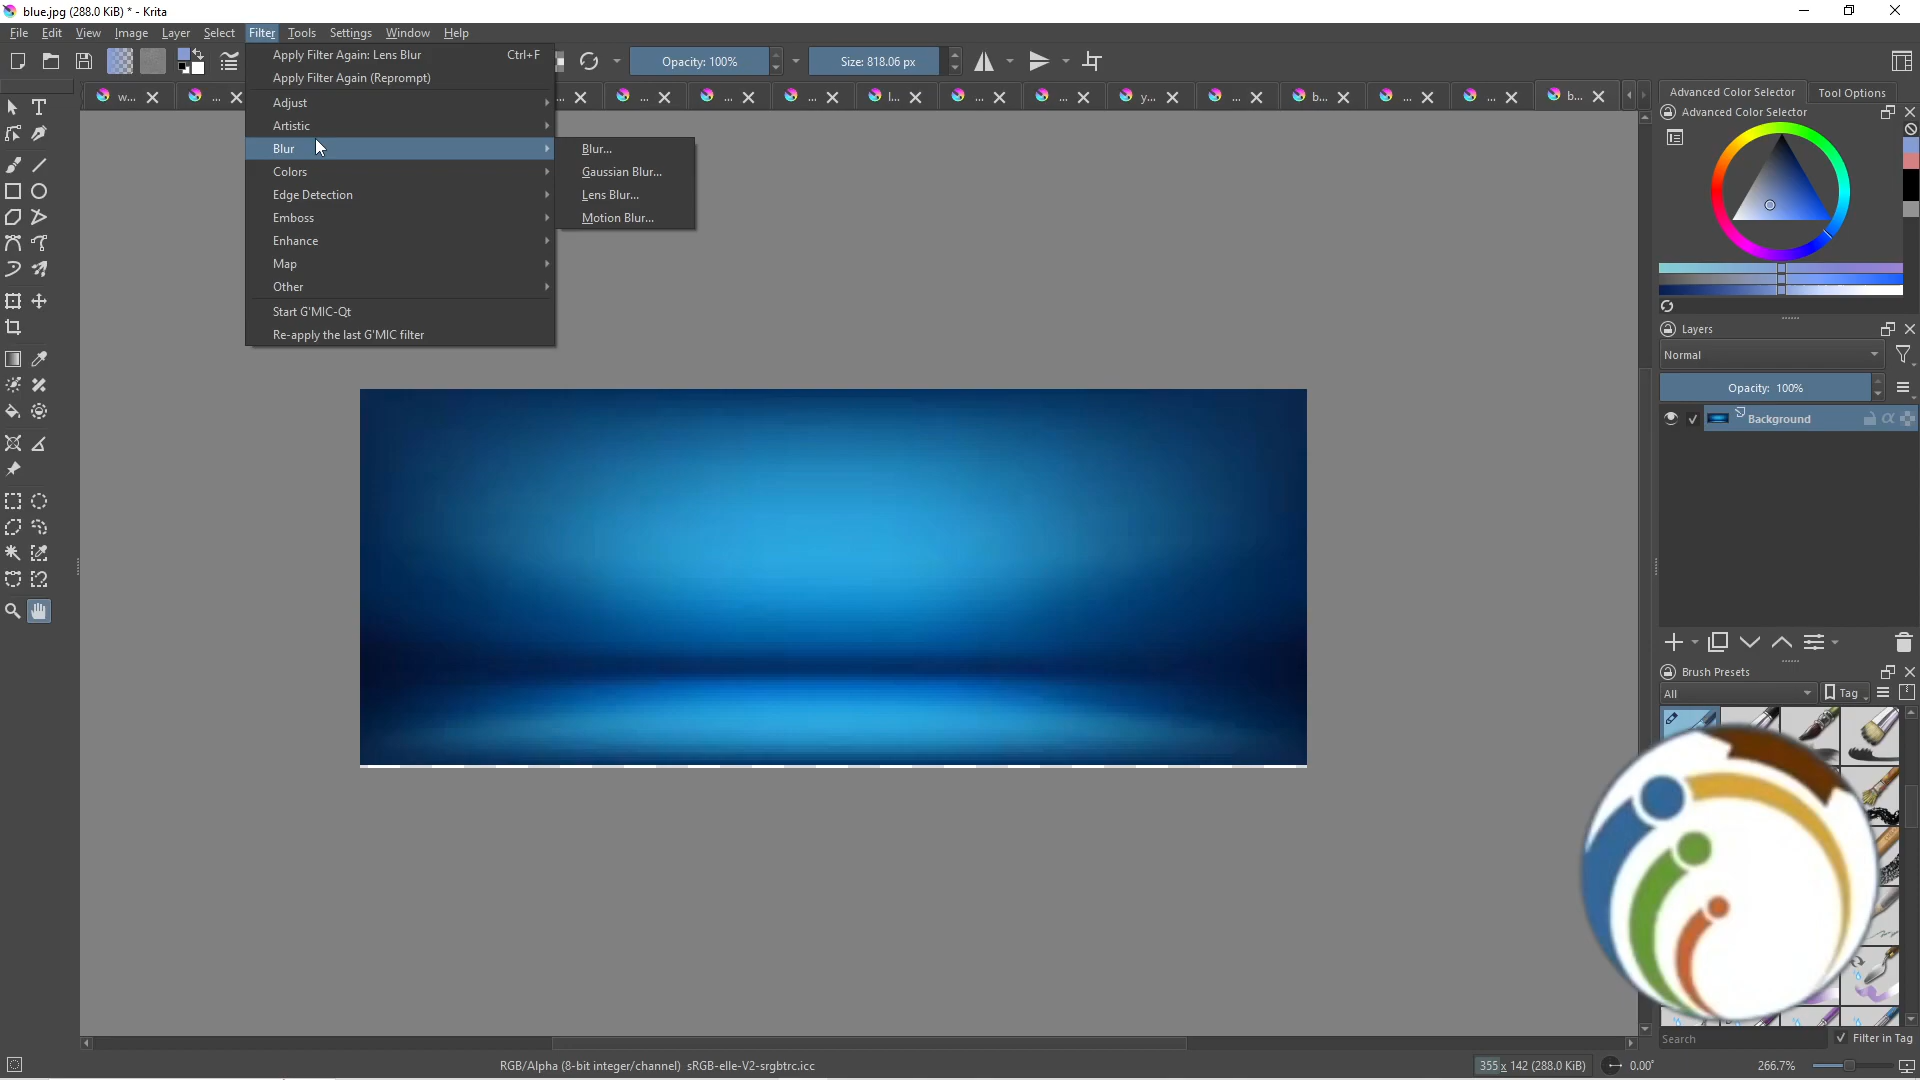 blue.jpg (288.0 KiB) * - Krita
File Edit View Image Layer Select Filter Tools Settings Window Help
Apply Filter Again: Lens Blur Ctrl+F
Apply Filter Again (Reprompt)
Adjust
Artistic
Blur
Colors
Edge Detection
Emboss
Enhance
Map
Other
Start G'MIC-Qt
Re-apply the last G'MIC filter
Blur...
Gaussian Blur...
Lens Blur...
Motion Blur...
Opacity: 100%
Size: 818.06 px
w... ... ... ... ... ... l... ... ... y... ... b... ... ... b...
Advanced Color Selector Tool Options
Advanced Color Selector
Layers
Normal
Opacity: 100%
Background
Brush Presets
All Tag
Search Filter in Tag
RGB/Alpha (8-bit integer/channel) sRGB-elle-V2-srgbtrc.icc
355 x 142 (288.0 KiB)
0.00°
266.7%